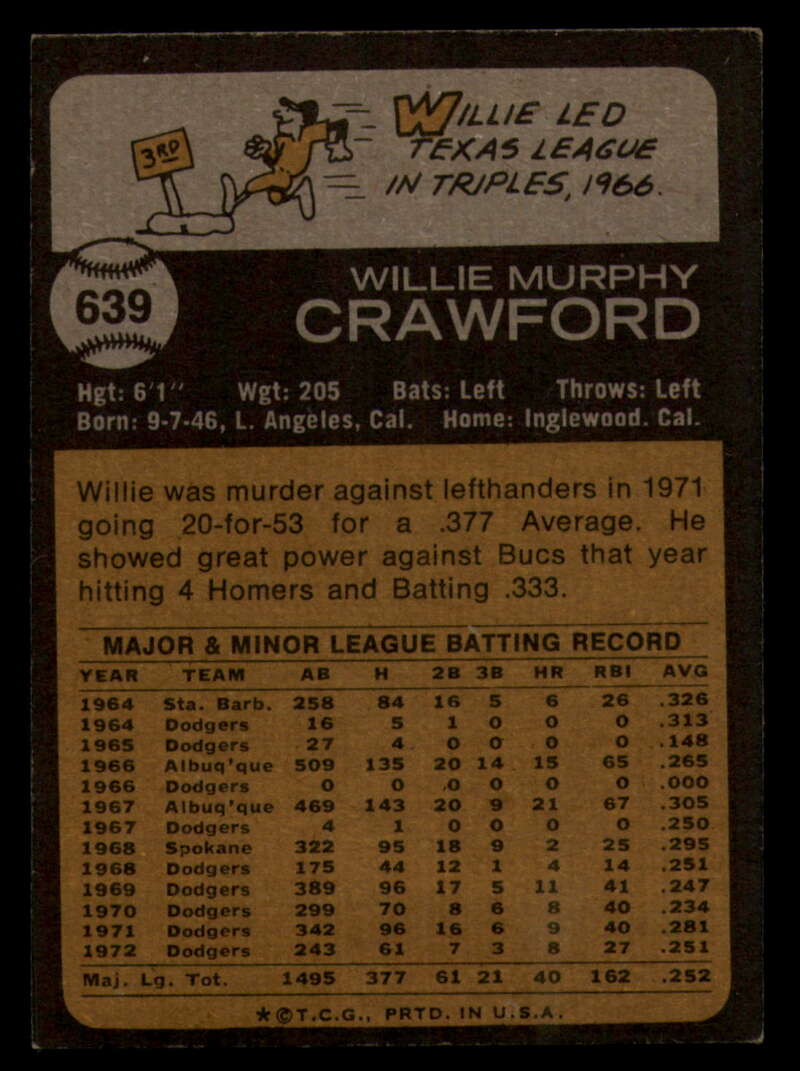 3RD
WILLIE LED
TEXAS LEAGUE
IN TRIPLES, 1966.
639
WILLIE MURPHY
CRAWFORD
Hgt: 6'1" Wgt: 205 Bats: Left Throws: Left
Born: 9-7-46, L. Angeles, Cal. Home: Inglewood. Cal.
Willie was murder against lefthanders in 1971
going 20-for-53 for a .377 Average. He
showed great power against Bucs that year
hitting 4 Homers and Batting .333.
MAJOR & MINOR LEAGUE BATTING RECORD
YEAR TEAM AB H 2B 3B HR RBI AVG
1964 Sta. Barb. 258 84 16 5 6 26 .326
1964 Dodgers 16 5 1 0 0 0 .313
1965 Dodgers 27 4 0 0 0 0 .148
1966 Albuq'que 509 135 20 14 15 65 .265
1966 Dodgers 0 0 0 0 0 0 .000
1967 Albuq'que 469 143 20 9 21 67 .305
1967 Dodgers 4 1 0 0 0 0 .250
1968 Spokane 322 95 18 9 2 25 .295
1968 Dodgers 175 44 12 1 4 14 .251
1969 Dodgers 389 96 17 5 11 41 .247
1970 Dodgers 299 70 8 6 8 40 .234
1971 Dodgers 342 96 16 6 9 40 .281
1972 Dodgers 243 61 7 3 8 27 .251
Maj. Lg. Tot. 1495 377 61 21 40 162 .252
★©T.C.G., PRTD. IN U.S.A.